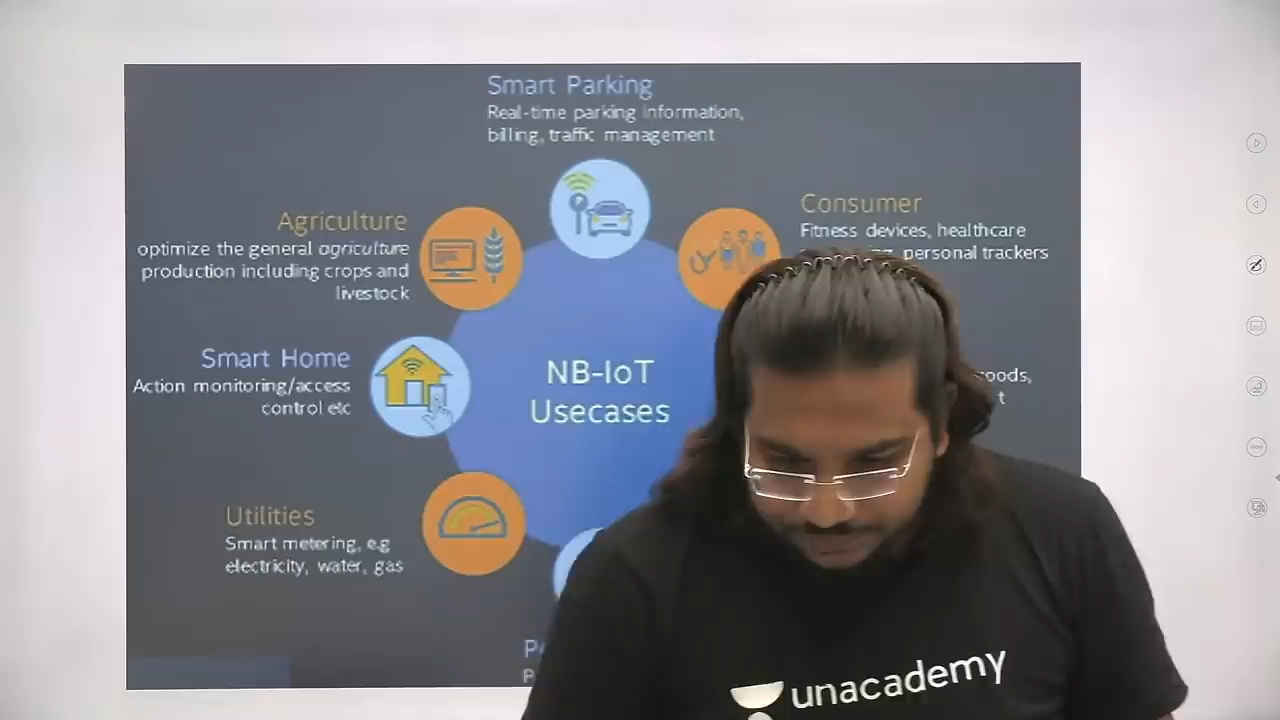 Smart Parking
Real-time parking information,
billing, traffic management
Agriculture
optimize the general agriculture
production including crops and
livestock
Consumer
Fitness devices, healthcare
personal trackers
Smart Home
Action monitoring/access
control etc
NB-IoT
Usecases
Utilities
Smart metering, e.g
electricity, water, gas
unacademy